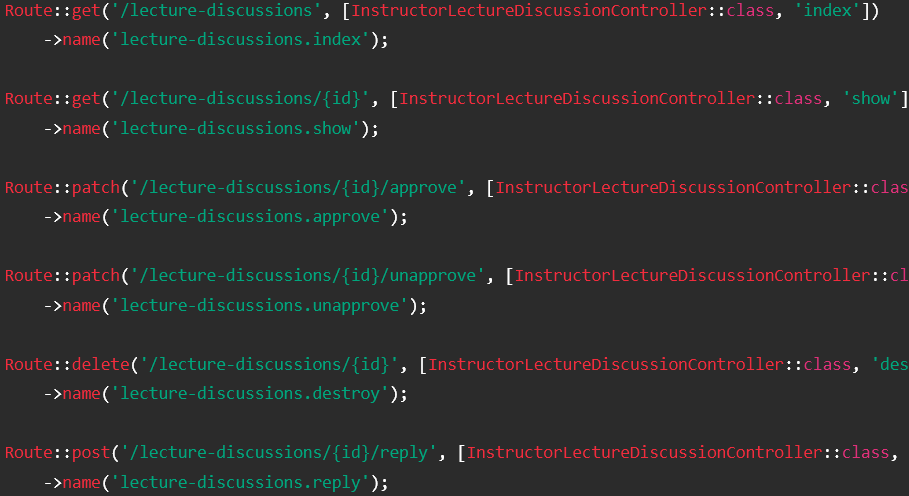 Route::get('/lecture-discussions', [InstructorLectureDiscussionController::class, 'index'])
->name('lecture-discussions.index');
Route::get('/lecture-discussions/{id}', [InstructorLectureDiscussionController::class, 'show']
->name('lecture-discussions.show');
Route::patch('/lecture-discussions/{id}/approve', [InstructorLectureDiscussionController::clas
->name('lecture-discussions.approve');
Route::patch('/lecture-discussions/{id}/unapprove', [InstructorLectureDiscussionController::cl
->name('lecture-discussions.unapprove');
Route::delete('/lecture-discussions/{id}', [InstructorLectureDiscussionController::class, 'des
->name('lecture-discussions.destroy');
Route::post('/lecture-discussions/{id}/reply', [InstructorLectureDiscussionController::class,
->name('lecture-discussions.reply');